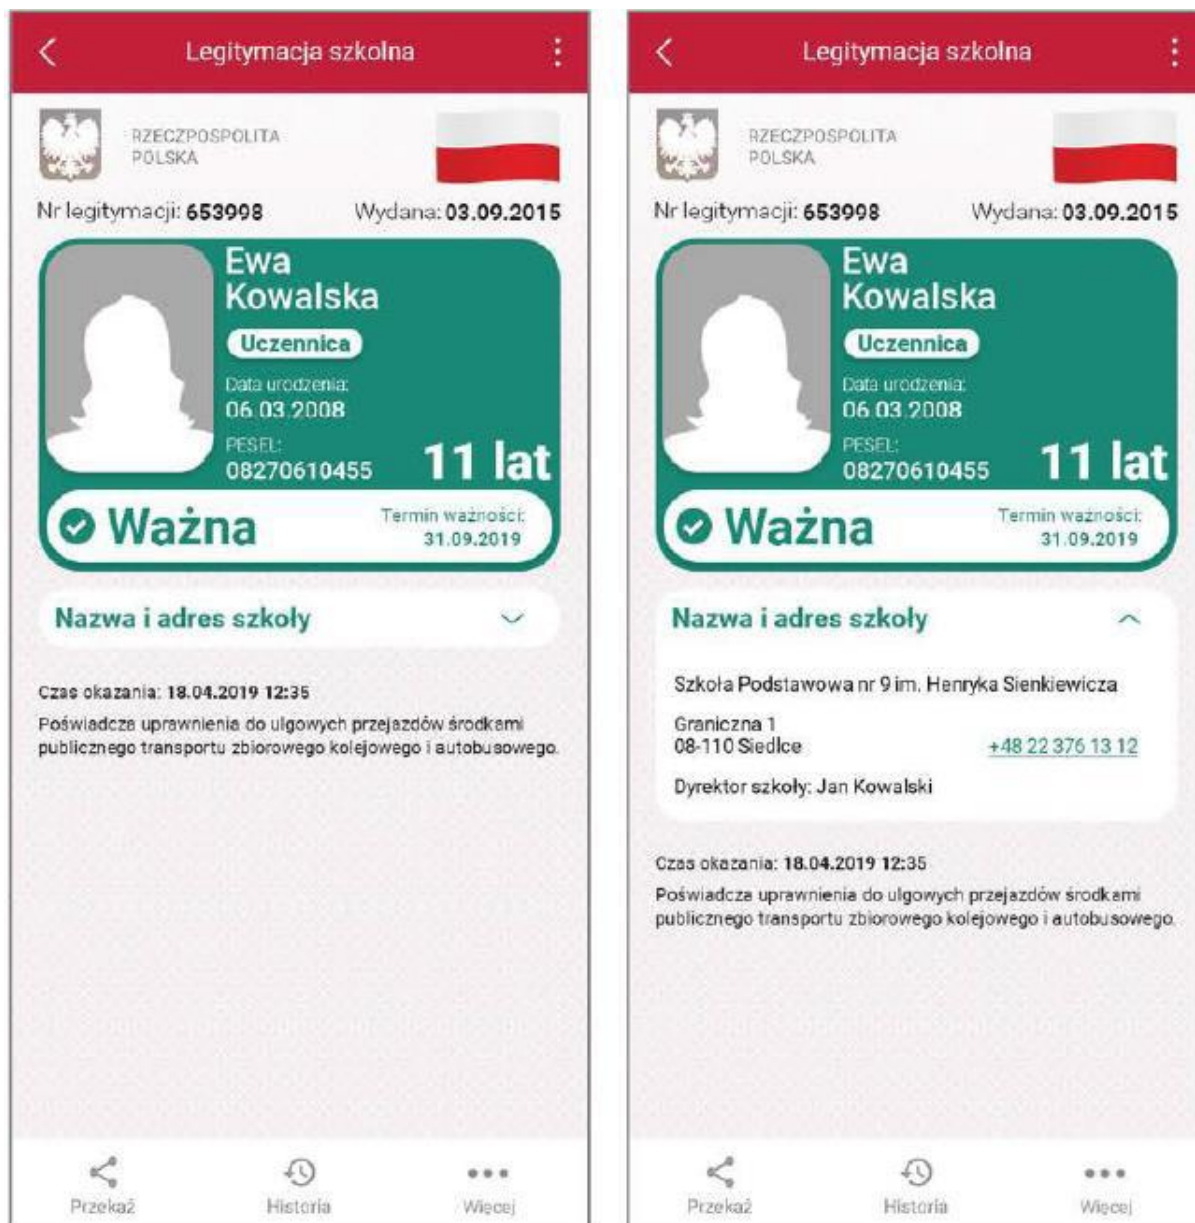 Legitymacja szkolna
RZECZPOSPOLITA
POLSKA
Nr legitymacji: 653998 Wydana: 03.09.2015
Ewa
Kowalska
Uczennica
Data urodzenia:
06.03.2008
PESEL:
08270610455
11 lat
Ważna
Termin ważności:
31.09.2019
Nazwa i adres szkoły
Czas okazania: 18.04.2019 12:35
Poświadcza uprawnienia do ulgowych przejazdów środkami
publicznego transportu zbiorowego kolejowego i autobusowego.
Przekaż Historia Więcej
Legitymacja szkolna
RZECZPOSPOLITA
POLSKA
Nr legitymacji: 653998 Wydana: 03.09.2015
Ewa
Kowalska
Uczennica
Data urodzenia:
06.03.2008
PESEL:
08270610455
11 lat
Ważna
Termin ważności:
31.09.2019
Nazwa i adres szkoły
Szkoła Podstawowa nr 9 im. Henryka Sienkiewicza
Graniczna 1
08-110 Siedlce +48 22 376 13 12
Dyrektor szkoły: Jan Kowalski
Czas okazania: 18.04.2019 12:35
Poświadcza uprawnienia do ulgowych przejazdów środkami
publicznego transportu zbiorowego kolejowego i autobusowego.
Przekaż Historia Więcej